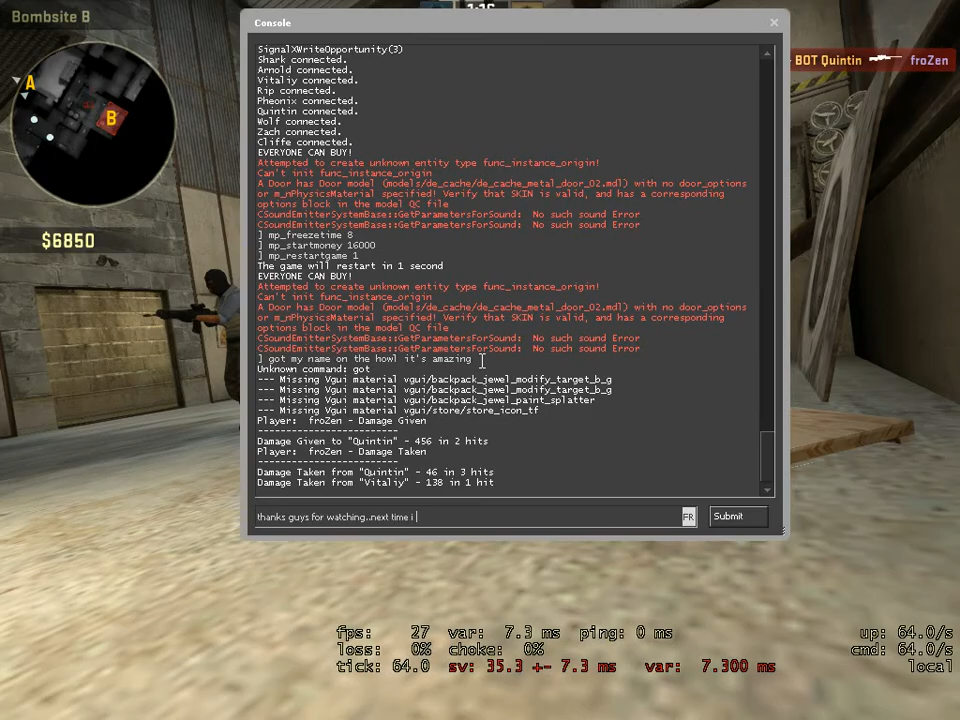 Bombsite B
1:16
Console
SignalXWriteOpportunity(3)
Shark connected.
Arnold connected.
Vitaliy connected.
Rip connected.
Pheonix connected.
Quintin connected.
Wolf connected.
Zach connected.
Cliffe connected.
EVERYONE CAN BUY!
Attempted to create unknown entity type func_instance_origin!
Can't init func_instance_origin
A Door has Door model (models/de_cache/de_cache_metal_door_02.mdl) with no door_options
or m_nPhysicsMaterial specified! Verify that SKIN is valid, and has a corresponding
options block in the model QC file
CSoundEmitterSystemBase::GetParametersForSound:  No such sound Error
CSoundEmitterSystemBase::GetParametersForSound:  No such sound Error
] mp_freezetime 8
] mp_startmoney 16000
] mp_restartgame 1
The game will restart in 1 second
EVERYONE CAN BUY!
Attempted to create unknown entity type func_instance_origin!
Can't init func_instance_origin
A Door has Door model (models/de_cache/de_cache_metal_door_02.mdl) with no door_options
or m_nPhysicsMaterial specified! Verify that SKIN is valid, and has a corresponding
options block in the model QC file
CSoundEmitterSystemBase::GetParametersForSound:  No such sound Error
CSoundEmitterSystemBase::GetParametersForSound:  No such sound Error
] got my name on the howl it's amazing
Unknown command: got
--- Missing Vgui material vgui/backpack_jewel_modify_target_b_g
--- Missing Vgui material vgui/backpack_jewel_modify_target_b_g
--- Missing Vgui material vgui/backpack_jewel_paint_splatter
--- Missing Vgui material vgui/store/store_icon_tf
Player:  froZen - Damage Given
-------------------------
Damage Given to "Quintin" - 456 in 2 hits
Player:  froZen - Damage Taken
-------------------------
Damage Taken from "Quintin" - 46 in 3 hits
Damage Taken from "Vitaliy" - 138 in 1 hit
thanks guys for watching..next time i
FR
Submit
BOT Quintin froZen
A
B
$6850
fps: 27 var: 7.3 ms ping: 0 ms
loss: 0% choke: 0%
tick: 64.0 sv: 35.3 +- 7.3 ms var: 7.300 ms
up: 64.0/s
cmd: 64.0/s
local